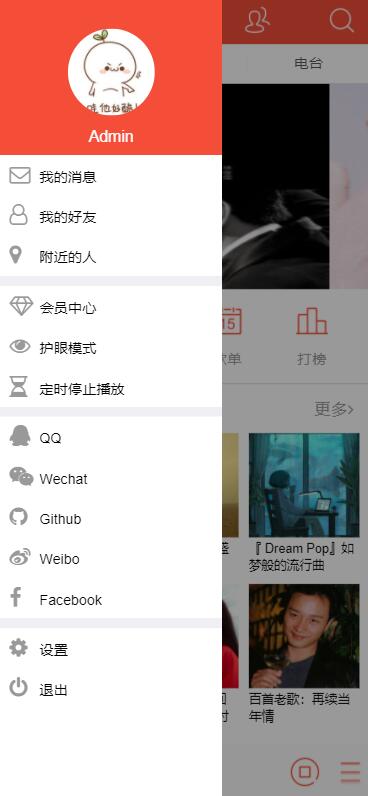 Admin
我的消息
我的好友
附近的人
会员中心
护眼模式
定时停止播放
QQ
Wechat
Github
Weibo
Facebook
设置
退出
电台
15
歌单
打榜
更多
『 Dream Pop』如
梦般的流行曲
百首老歌：再续当
年情